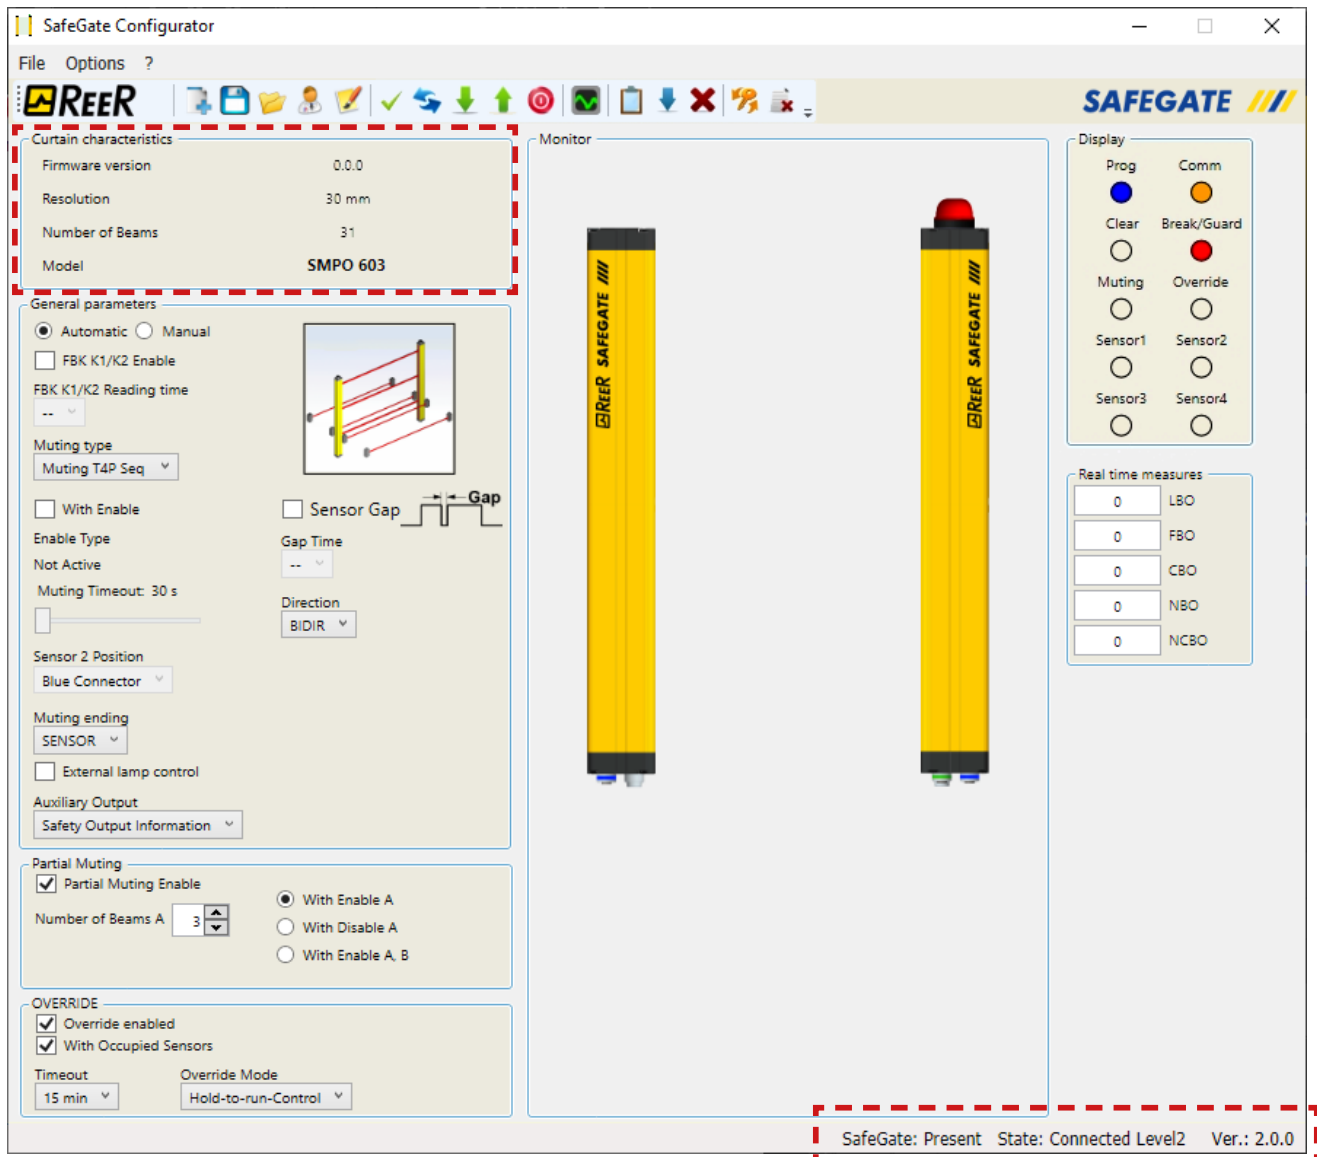 SafeGate Configurator
File Options ?
REER
SAFEGATE
Curtain characteristics
Firmware version 0.0.0
Resolution 30 mm
Number of Beams 31
Model SMPO 603
General parameters
Automatic Manual
FBK K1/K2 Enable
FBK K1/K2 Reading time
--
Muting type
Muting T4P Seq
With Enable
Sensor Gap
Gap
Enable Type
Not Active
Gap Time
--
Muting Timeout: 30 s
Direction
BIDIR
Sensor 2 Position
Blue Connector
Muting ending
SENSOR
External lamp control
Auxiliary Output
Safety Output Information
Partial Muting
Partial Muting Enable
Number of Beams A 3
With Enable A
With Disable A
With Enable A, B
OVERRIDE
Override enabled
With Occupied Sensors
Timeout Override Mode
15 min Hold-to-run-Control
Monitor
REER SAFEGATE
REER SAFEGATE
Display
Prog Comm
Clear Break/Guard
Muting Override
Sensor1 Sensor2
Sensor3 Sensor4
Real time measures
0 LBO
0 FBO
0 CBO
0 NBO
0 NCBO
SafeGate: Present State: Connected Level2 Ver.: 2.0.0